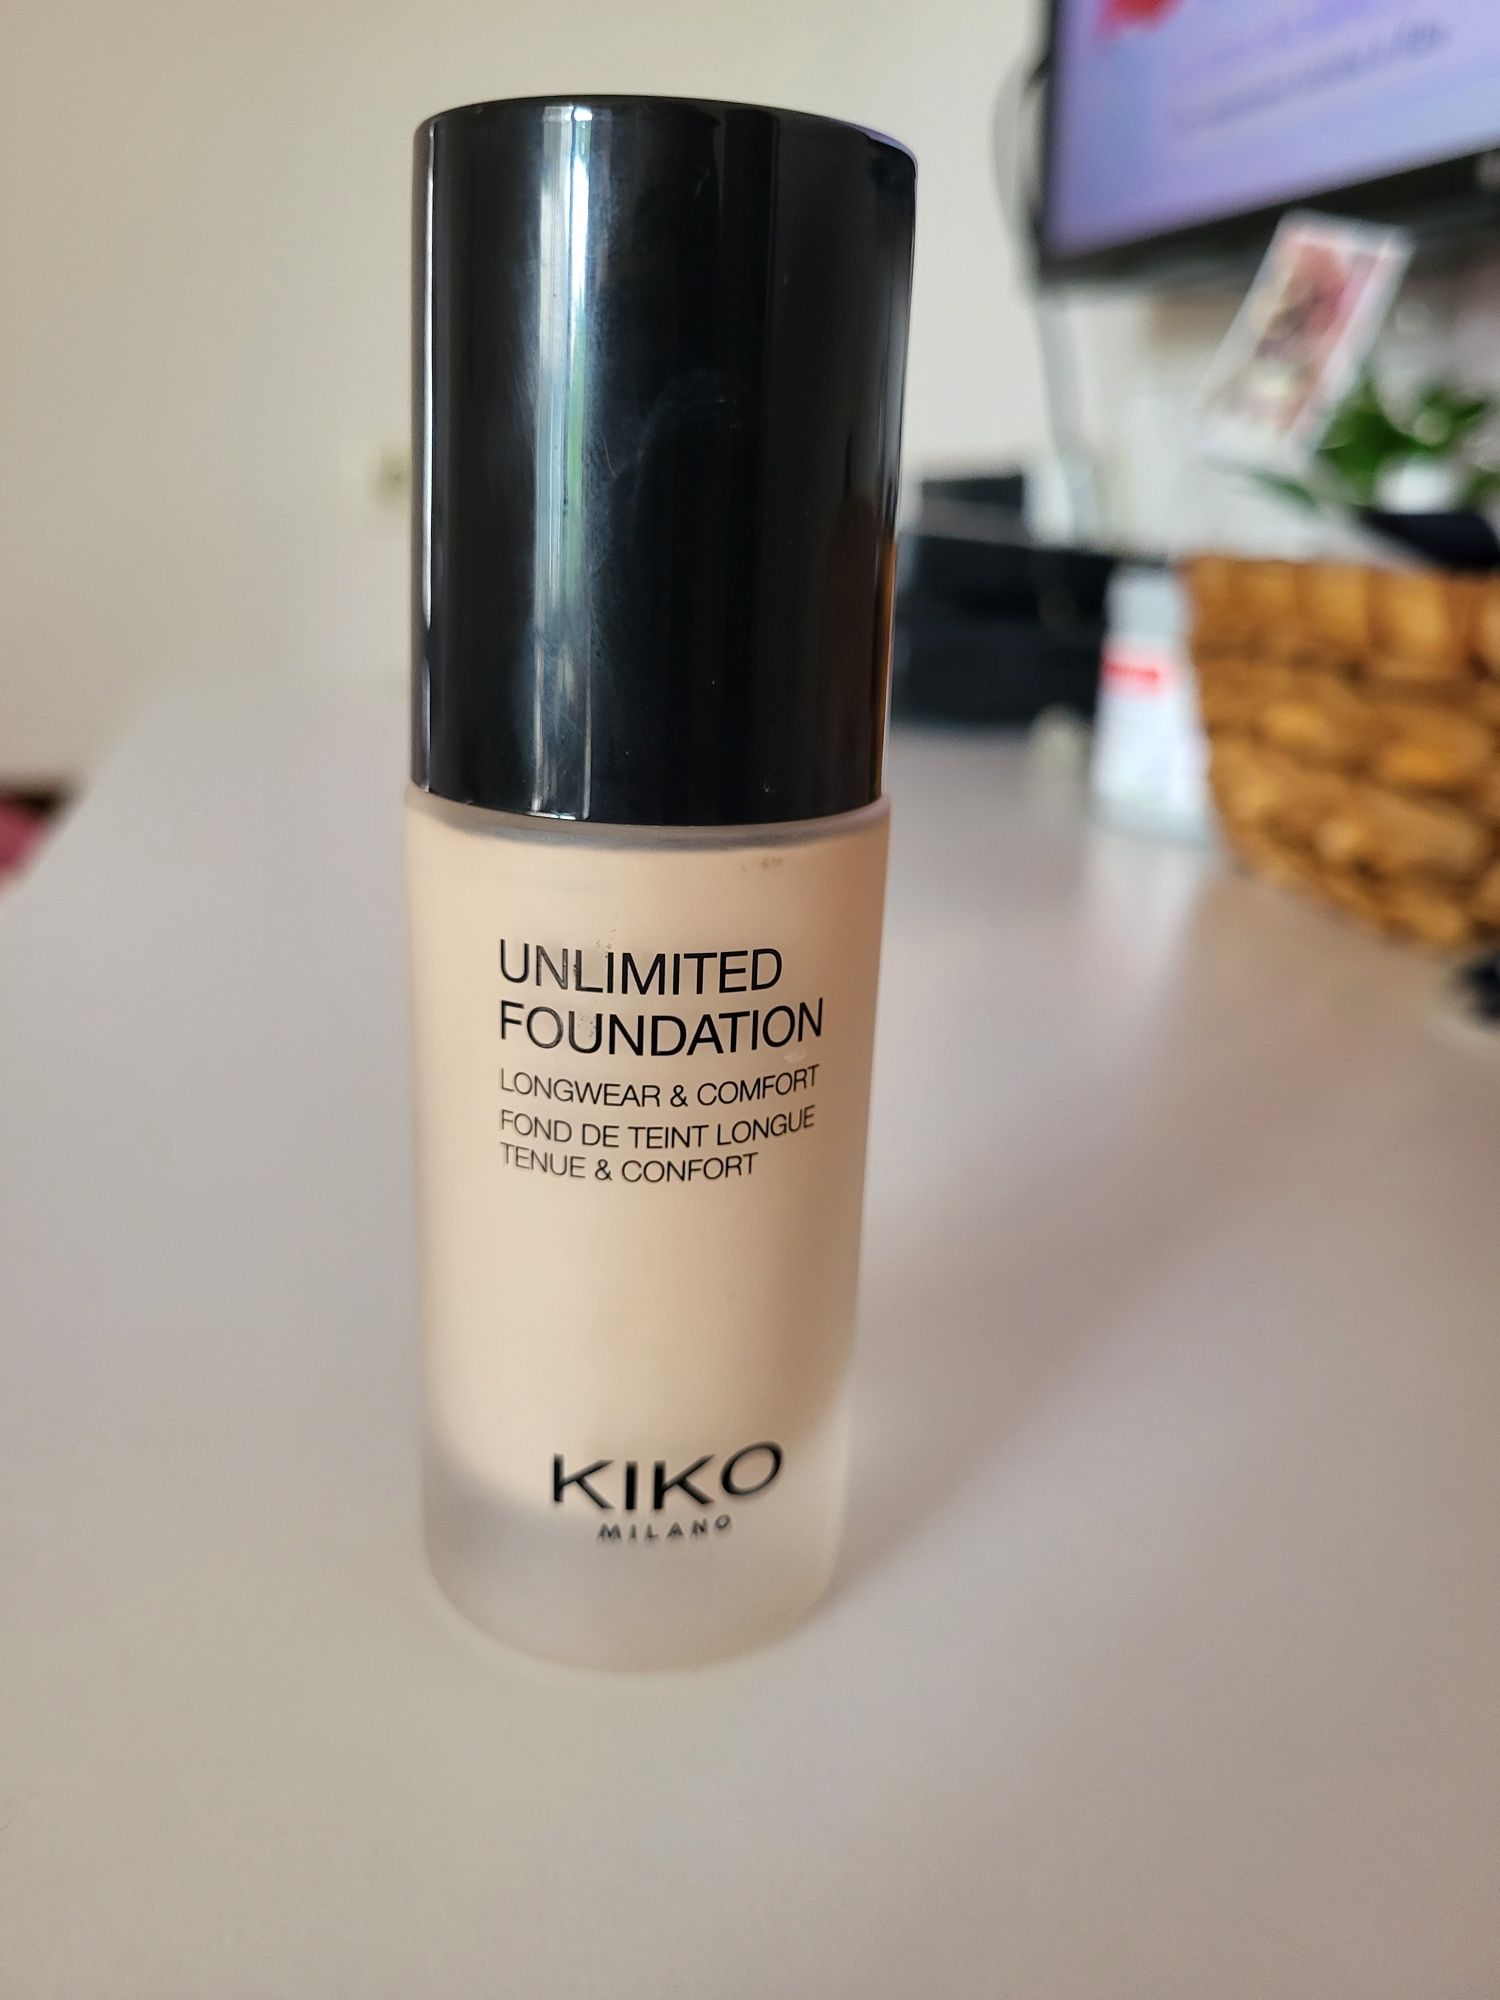 UNLIMITED
FOUNDATION
LONGWEAR & COMFORT
FOND DE TEINT LONGUE
TENUE & CONFORT
KIKO
MILANO